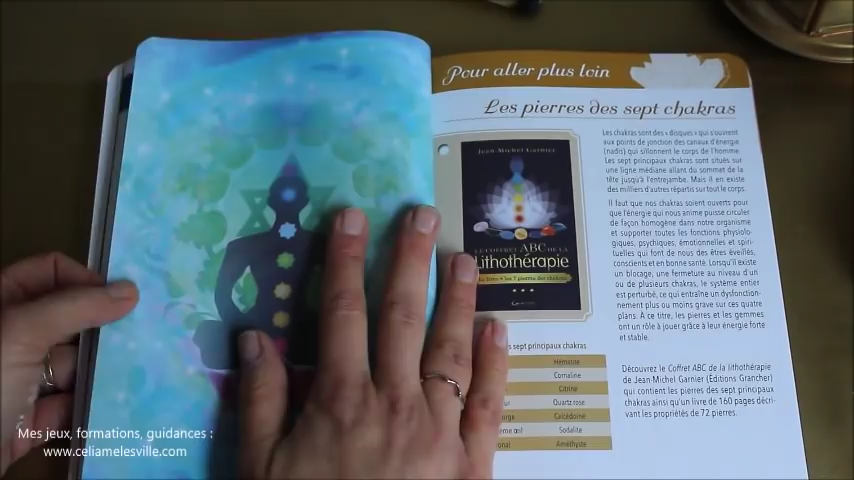 Pour aller plus loin
Les pierres des sept chakras
Jean-Michel Garnier
LE COFFRET ABC DE LA
Lithothérapie
les 7 pierres des chakras
Les chakras sont des « disques » qui s'ouvrent
aux points de jonction des canaux d'énergie
(nadis) qui sillonnent le corps de l'homme.
Les sept principaux chakras sont situés sur
une ligne médiane allant du sommet de la
tête jusqu'à l'entrejambe. Mais il en existe
des milliers d'autres répartis sur tout le corps.
Il faut que nos chakras soient ouverts pour
que l'énergie qui nous anime puisse circuler
de façon homogène dans notre organisme
et supporter toutes les fonctions physiolo-
giques, psychiques, émotionnelles et spiri-
tuelles qui font de nous des êtres éveillés,
conscients et en bonne santé. Lorsqu'il existe
un blocage, une fermeture au niveau d'un
ou de plusieurs chakras, le système entier
est perturbé, ce qui entraîne un dysfonction-
nement plus ou moins grave sur ces quatre
plans. À ce titre, les pierres et les gemmes
ont un rôle à jouer grâce à leur énergie forte
et stable.
s sept principaux chakras
Hématite
Cornaline
Citrine
Quartz rose
orge Calcédoine
ème œil Sodalite
onal Améthyste
Découvrez le Coffret ABC de la lithothérapie
de Jean-Michel Garnier (Éditions Grancher)
qui contient les pierres des sept principaux
chakras ainsi qu'un livre de 160 pages décri-
vant les propriétés de 72 pierres.
Mes jeux, formations, guidances :
www.celiamelesville.com